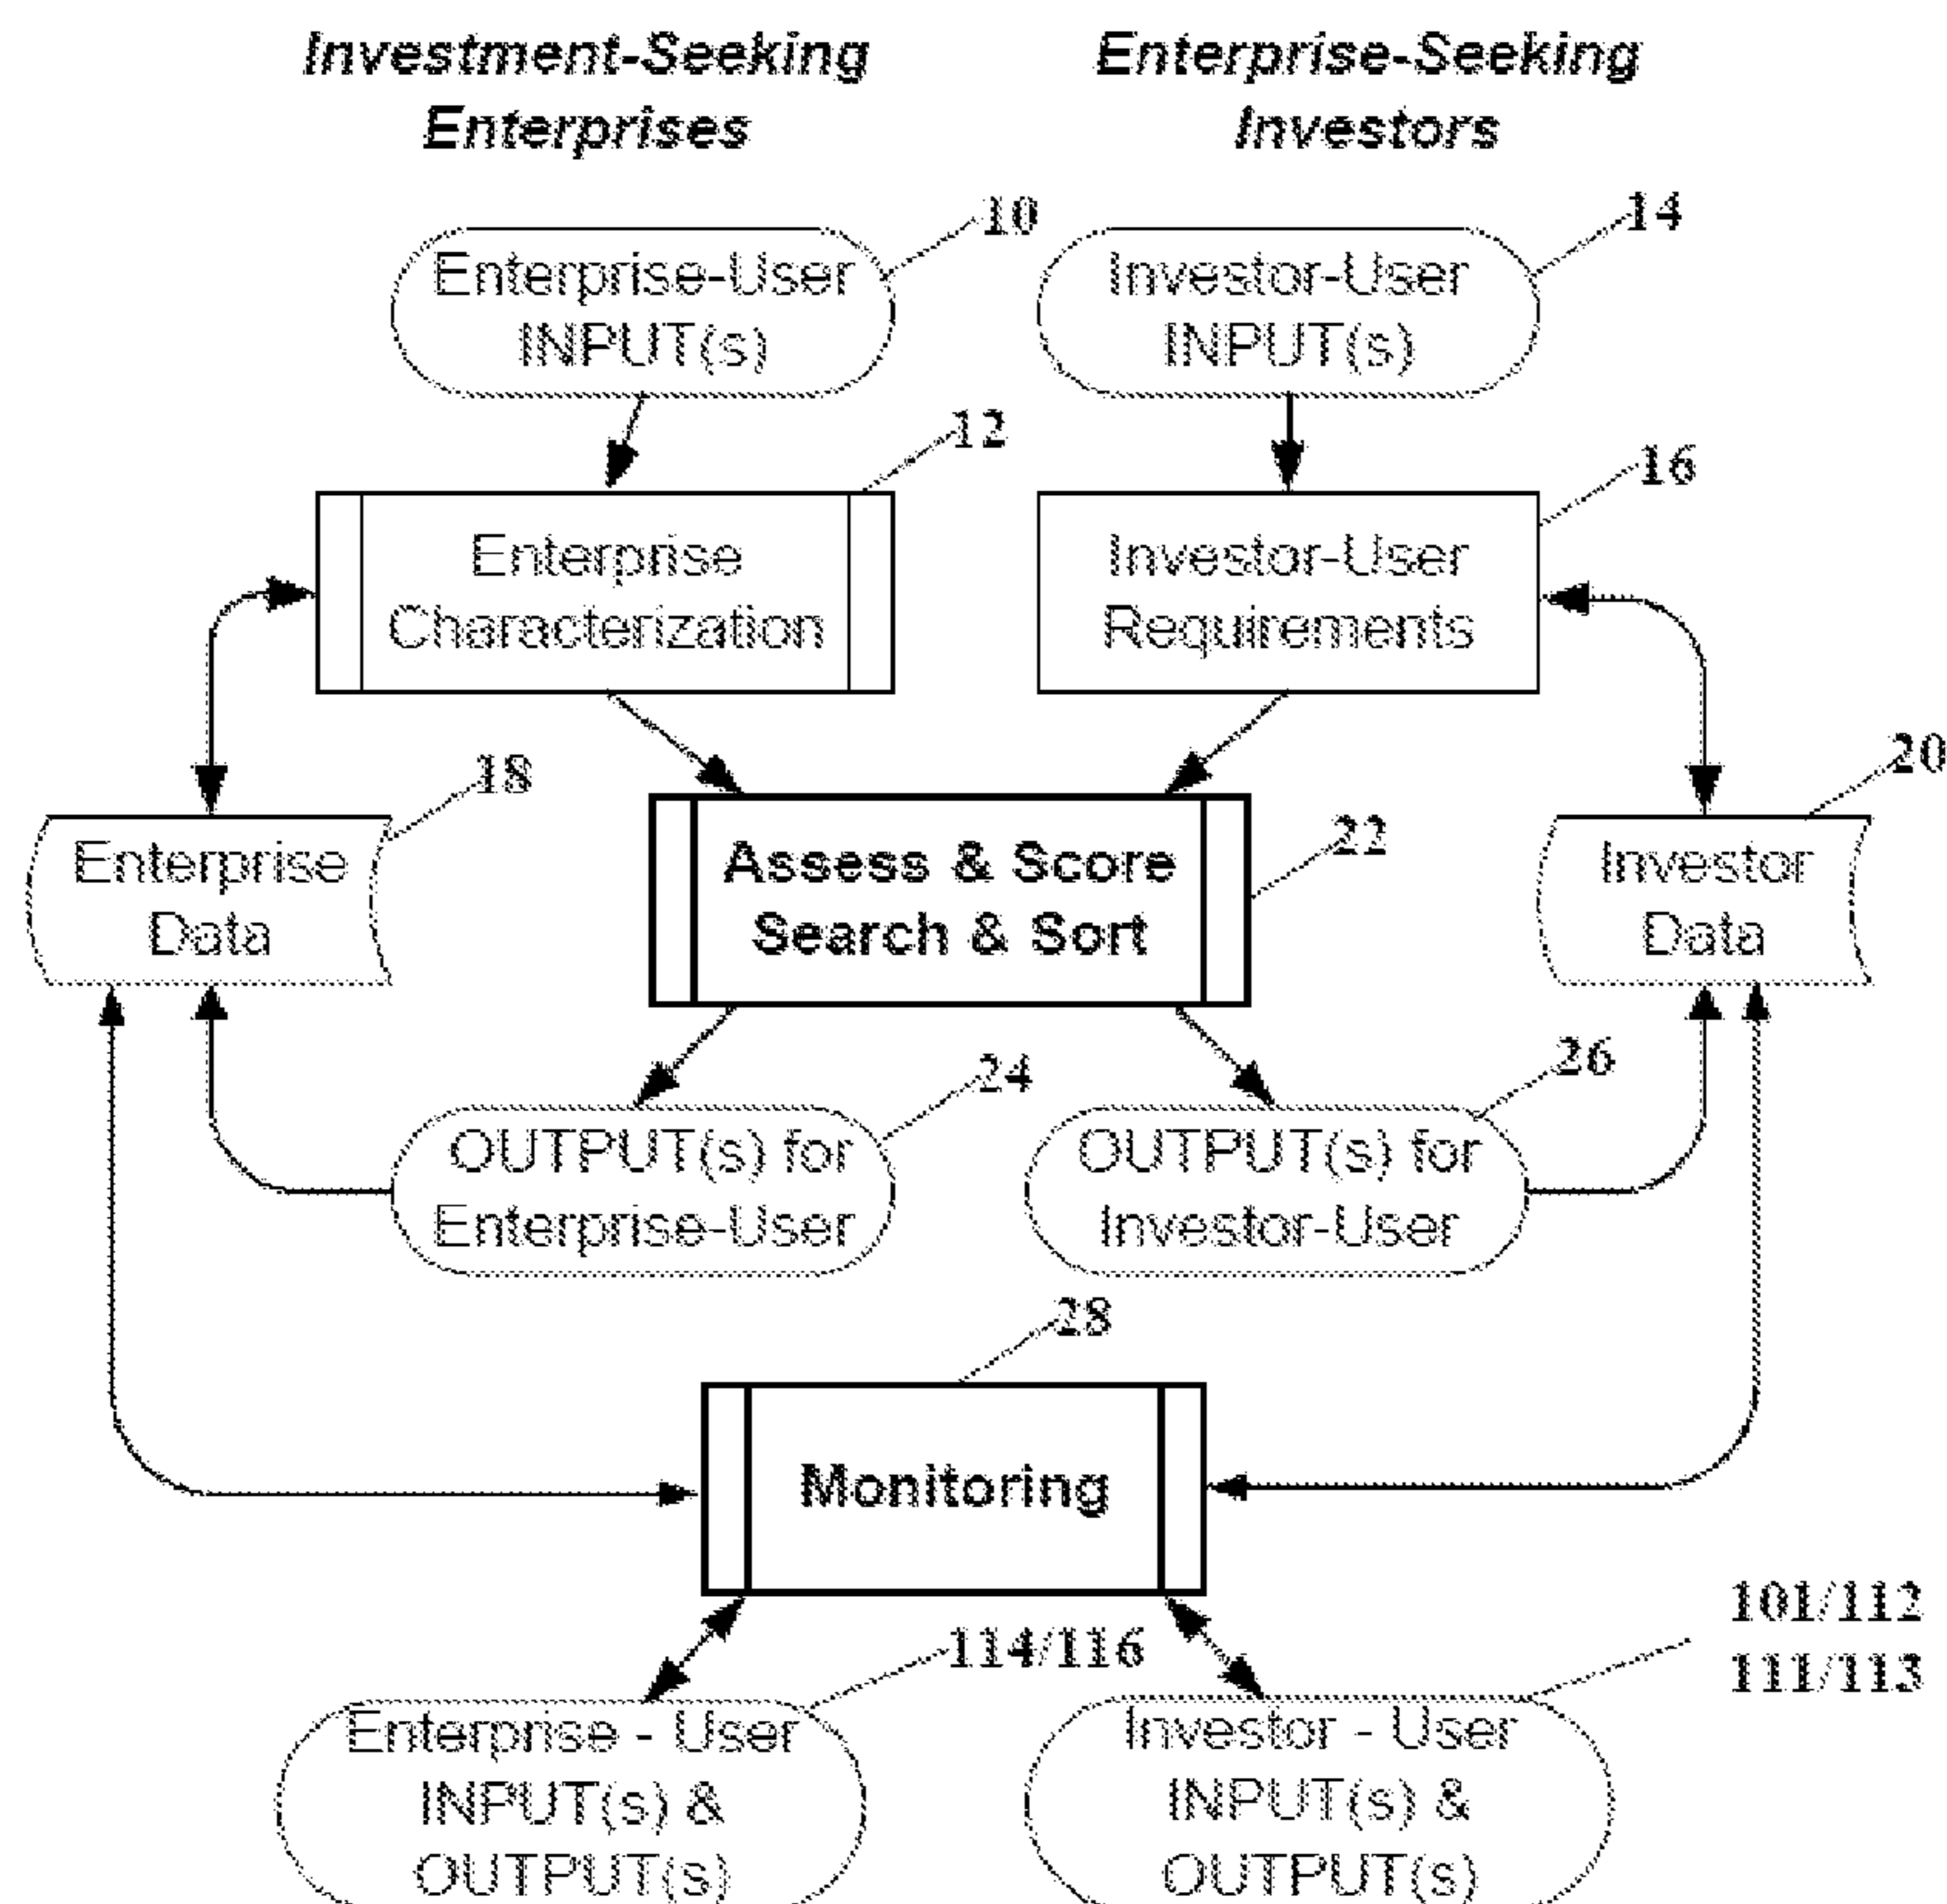 Investment-Seeking
Enterprises
Enterprise-Seeking
Investors
10
14
Enterprise-User
INPUT(s)
Investor-User
INPUT(s)
12
16
Enterprise
Characterization
Investor-User
Requirements
18
20
Enterprise
Data
Assess & Score
Search & Sort
22
Investor
Data
24
26
OUTPUT(s) for
Enterprise-User
OUTPUT(s) for
Investor-User
28
Monitoring
114/116
101/112
111/113
Enterprise - User
INPUT(s) &
OUTPUT(s)
Investor - User
INPUT(s) &
OUTPUT(s)